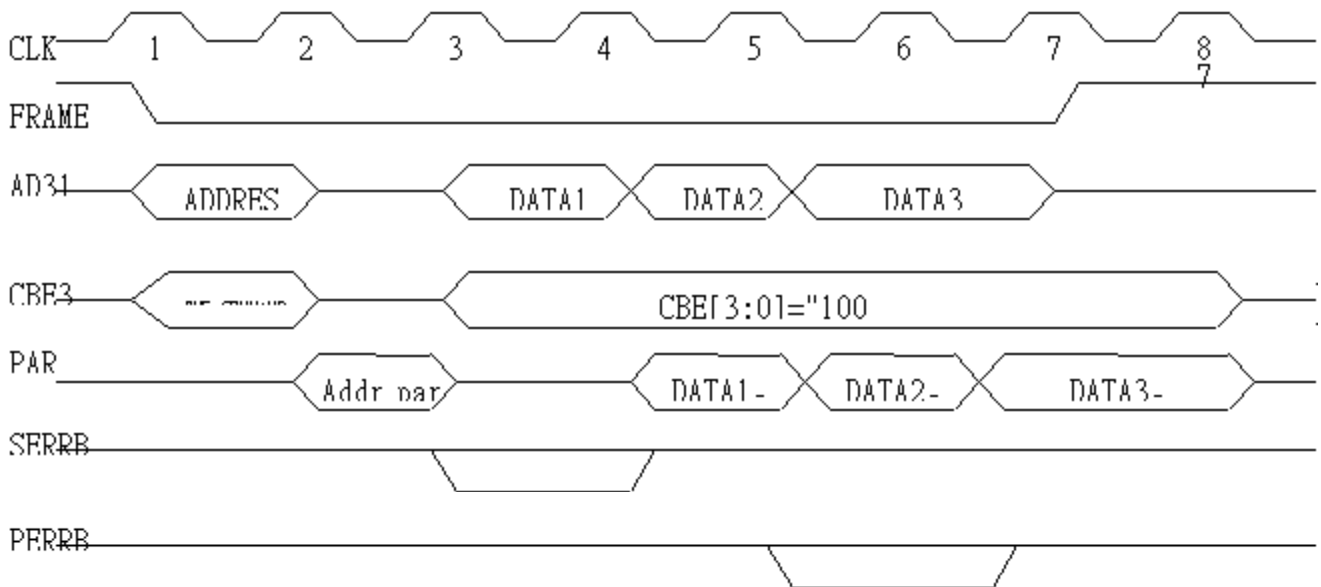 CLK 1 2 3 4 5 6 7 8
7
FRAME
AD31 ADDRES DATA1 DATA2 DATA3
CBE3 CBE[3:0]="100
PAR Addr par DATA1- DATA2- DATA3-
SERRB
PERRB